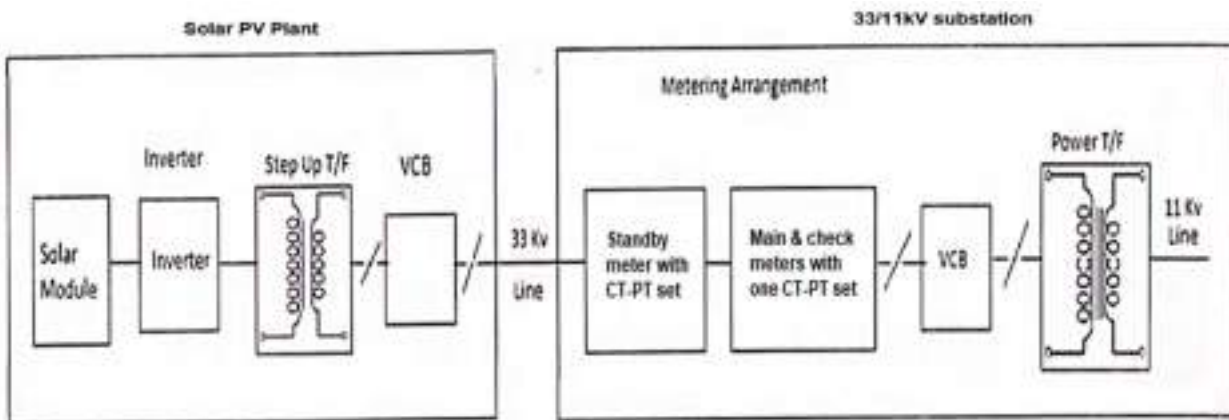 Solar PV Plant
33/11kV substation
Metering Arrangement
Inverter
Step Up T/F
VCB
Power T/F
Solar
Module
Inverter
33 Kv
Line
Standby
meter with
CT-PT set
Main & check
meters with
one CT-PT set
VCB
11 Kv
Line